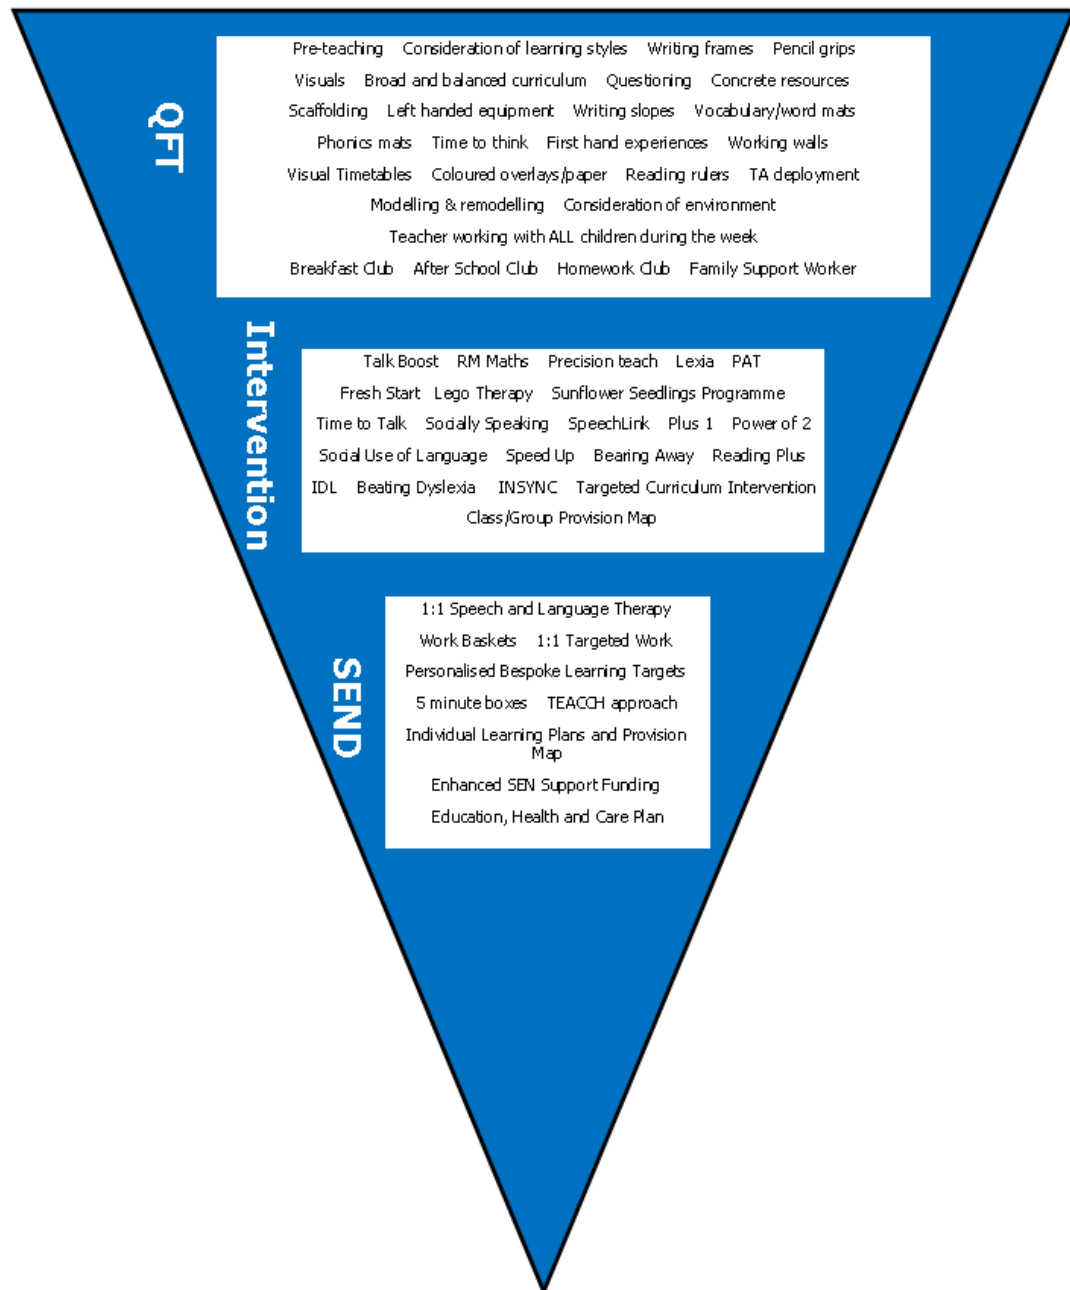 QFT
Pre-teaching Consideration of learning styles Writing frames Pencil grips
Visuals Broad and balanced curriculum Questioning Concrete resources
Scaffolding Left handed equipment Writing slopes Vocabulary/word mats
Phonics mats Time to think First hand experiences Working walls
Visual Timetables Coloured overlays/paper Reading rulers TA deployment
Modelling & remodelling Consideration of environment
Teacher working with ALL children during the week
Breakfast Club After School Club Homework Club Family Support Worker
Intervention
Talk Boost RM Maths Precision teach Lexia PAT
Fresh Start Lego Therapy Sunflower Seedlings Programme
Time to Talk Socially Speaking SpeechLink Plus 1 Power of 2
Social Use of Language Speed Up Bearing Away Reading Plus
IDL Beating Dyslexia INSYNC Targeted Curriculum Intervention
Class/Group Provision Map
SEND
1:1 Speech and Language Therapy
Work Baskets 1:1 Targeted Work
Personalised Bespoke Learning Targets
5 minute boxes TEACCH approach
Individual Learning Plans and Provision
Map
Enhanced SEN Support Funding
Education, Health and Care Plan